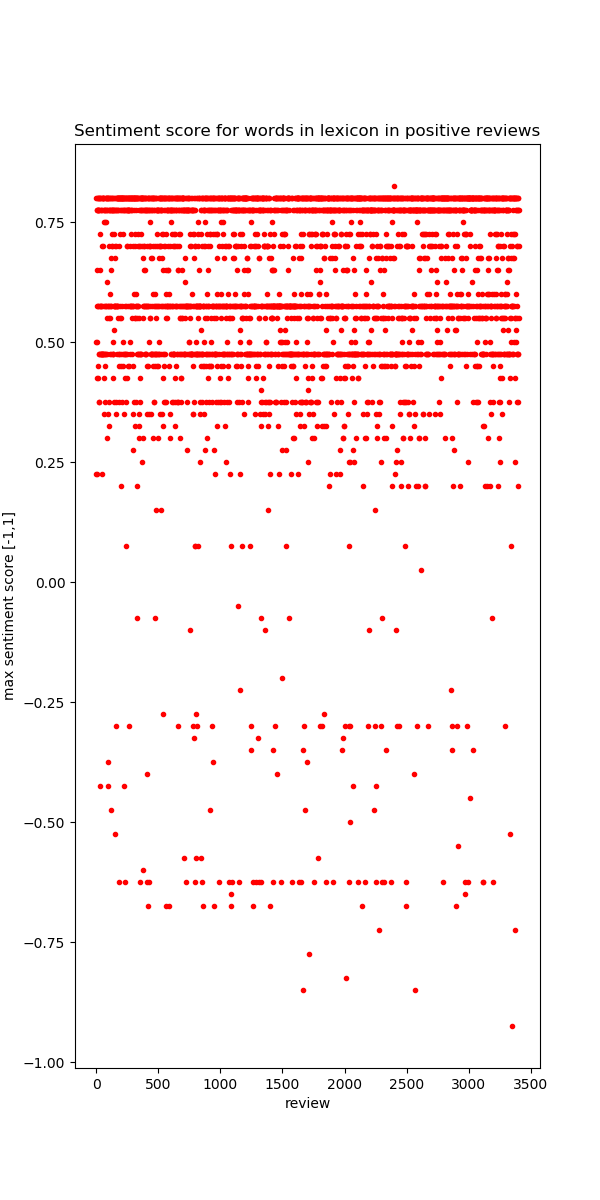 Sentiment score for words in lexicon in positive reviews
max sentiment score [-1,1]
0.75
0.50
0.25
0.00
−0.25
−0.50
−0.75
−1.00
0 500 1000 1500 2000 2500 3000 3500
review